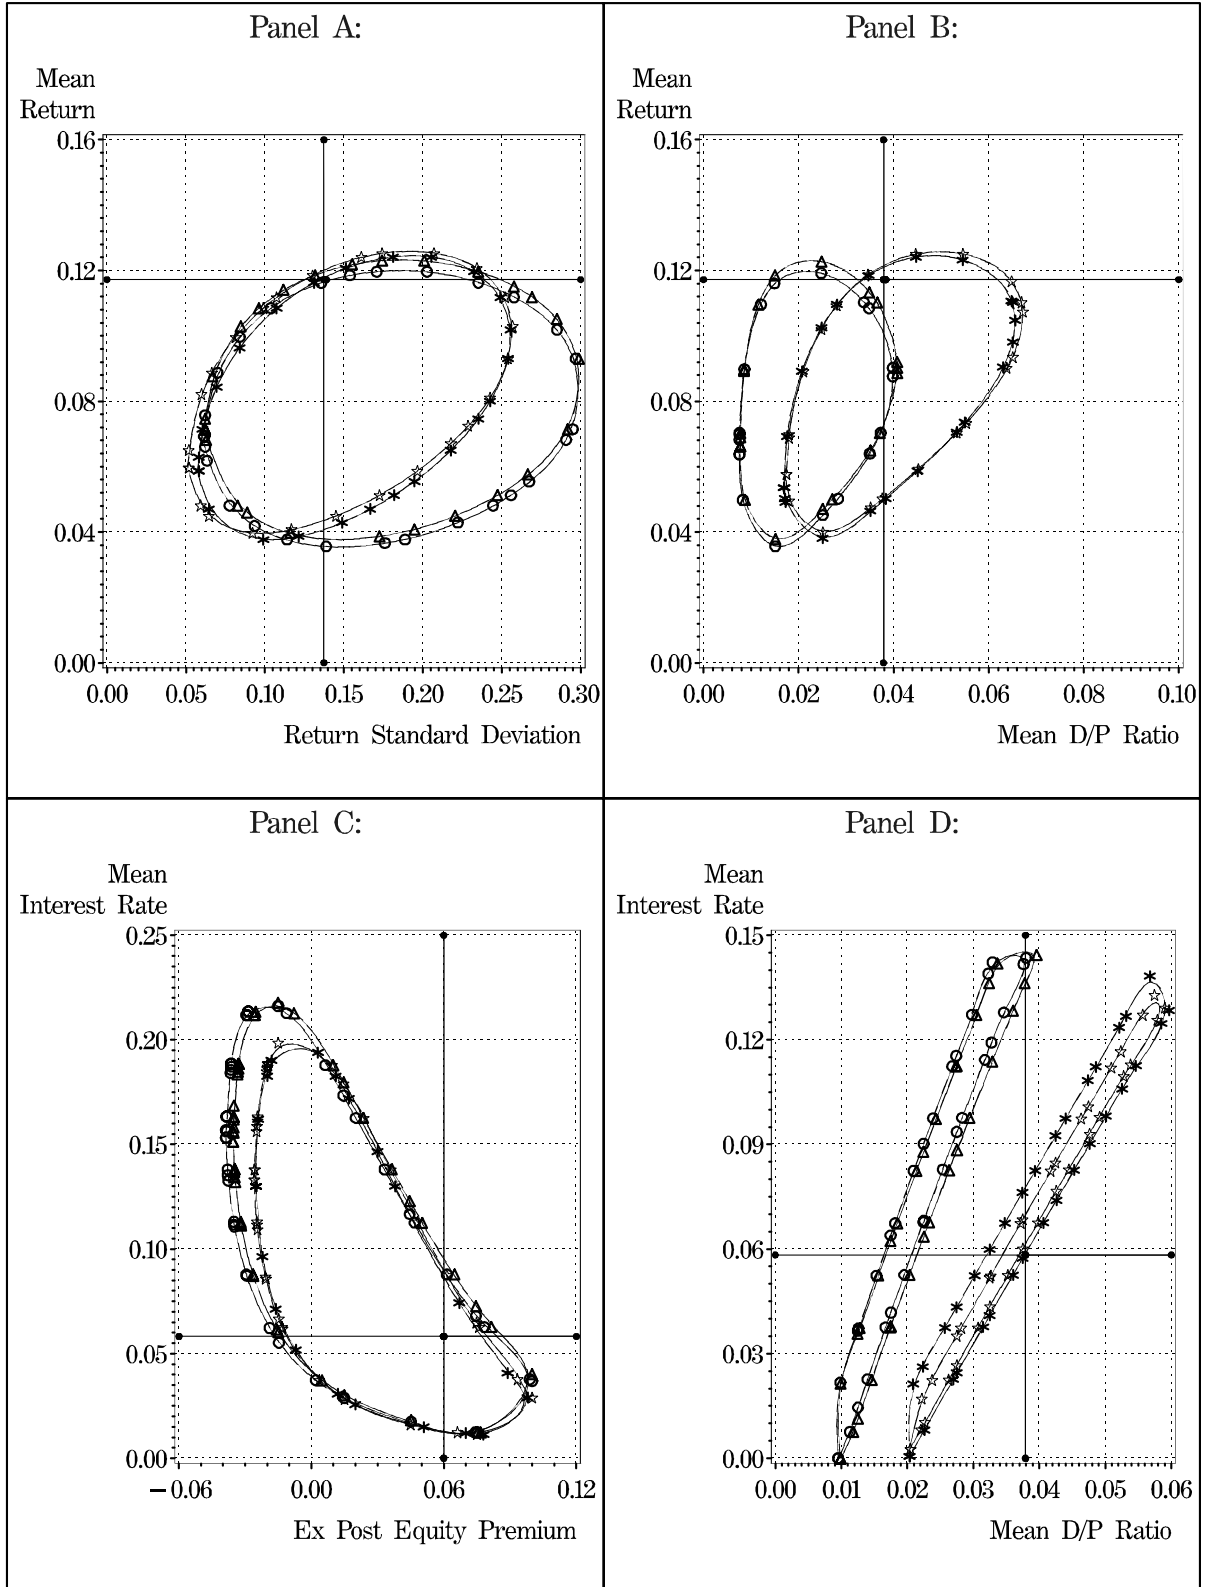 Panel A:
Mean
Return
0.16
0.12
0.08
0.04
0.00
0.00 0.05 0.10 0.15 0.20 0.25 0.30
Return Standard Deviation
Panel B:
Mean
Return
0.16
0.12
0.08
0.04
0.00
0.00 0.02 0.04 0.06 0.08 0.10
Mean D/P Ratio
Panel C:
Mean
Interest Rate
0.25
0.20
0.15
0.10
0.05
0.00
−0.06 0.00 0.06 0.12
Ex Post Equity Premium
Panel D:
Mean
Interest Rate
0.15
0.12
0.09
0.06
0.03
0.00
0.00 0.01 0.02 0.03 0.04 0.05 0.06
Mean D/P Ratio